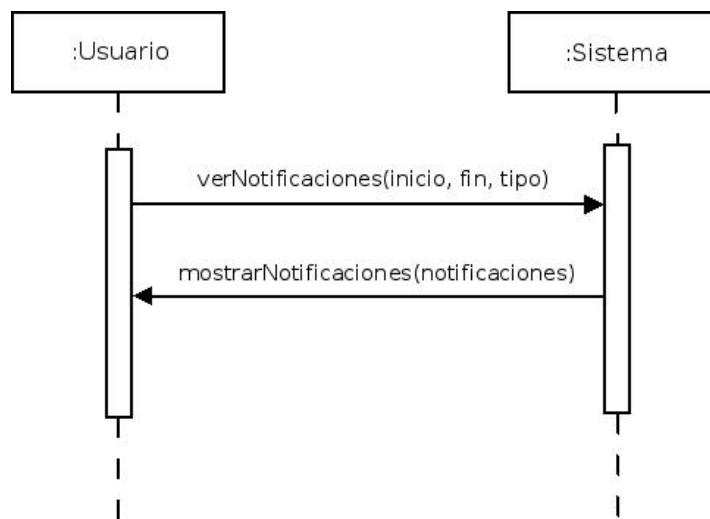 :Usuario
:Sistema
verNotificaciones(inicio, fin, tipo)
mostrarNotificaciones(notificaciones)